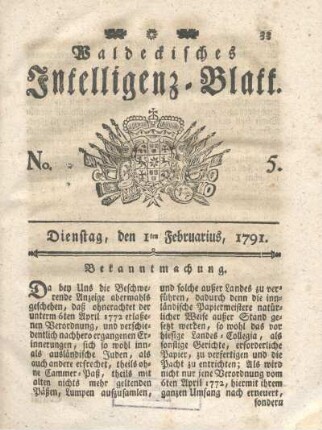 33
Waldeckisches
Intelligenz-Blatt.
No. 5.
Dienstag, den 1ten Februarius, 1791.
Bekanntmachung.
Da bey Uns die Beschwe-
rende Anzeige abermahls
geschehen, daß ohnerachtet der
unterm 6ten April 1772 erlaße-
nen Verordnung, und verschie-
dentlich nachhero ergangenen Er-
innerungen, sich so wohl inn-
als ausländische Juden, als
auch andere erfrechet, theils oh-
ne Cammer-Paß, theils mit
alten nichts mehr geltenden
Päßen, Lumpen aufzusamlen,
und solche außer Landes zu ver-
führen, dadurch denn die inn-
ländische Papiermeistere natür-
licher Weise außer Stand ge-
setzet werden, so wohl das vor
hiesige Landes-Collegia, als
sonstige Gerichte, erforderliche
Papier, zu verfertigen und die
Pacht zu entrichten; Als wird
nicht nur jene Verordnung vom
6ten April 1772, hiermit ihrem
ganzen Umfang nach erneuert,
sondern